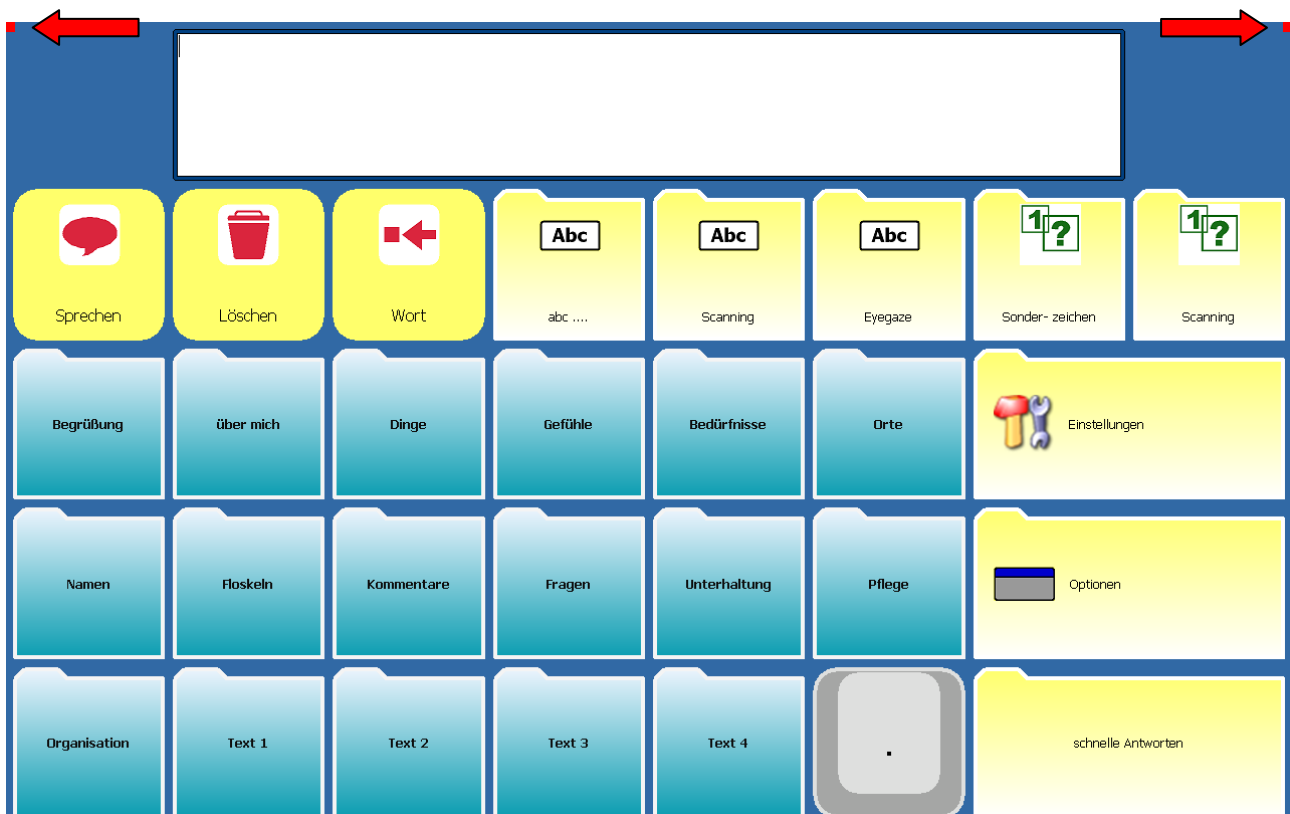 Abc
Abc
Abc
1?
1?
Sprechen
Löschen
Wort
abc ....
Scanning
Eyegaze
Sonder- zeichen
Scanning
Begrüßung
über mich
Dinge
Gefühle
Bedürfnisse
Orte
Einstellungen
Namen
Floskeln
Kommentare
Fragen
Unterhaltung
Pflege
Optionen
Organisation
Text 1
Text 2
Text 3
Text 4
.
schnelle Antworten